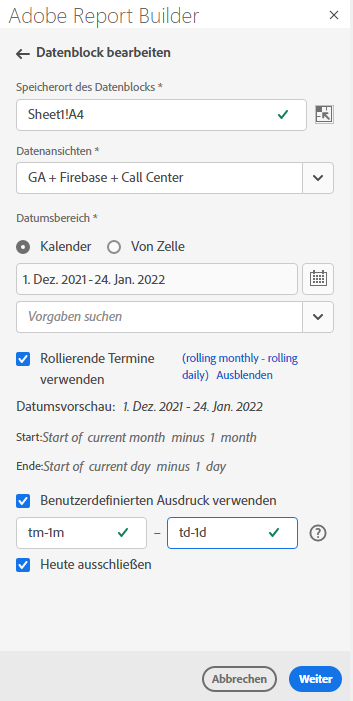 Adobe Report Builder
Datenblock bearbeiten
Speicherort des Datenblocks *
Sheet1!A4
Datenansichten *
GA + Firebase + Call Center
Datumsbereich *
Kalender Von Zelle
1. Dez. 2021 - 24. Jan. 2022
Vorgaben suchen
Rollierende Termine (rolling monthly - rolling
verwenden daily) Ausblenden
Datumsvorschau: 1. Dez. 2021 - 24. Jan. 2022
Start:Start of current month minus 1 month
Ende:Start of current day minus 1 day
Benutzerdefinierten Ausdruck verwenden
tm-1m – td-1d
Heute ausschließen
Abbrechen Weiter